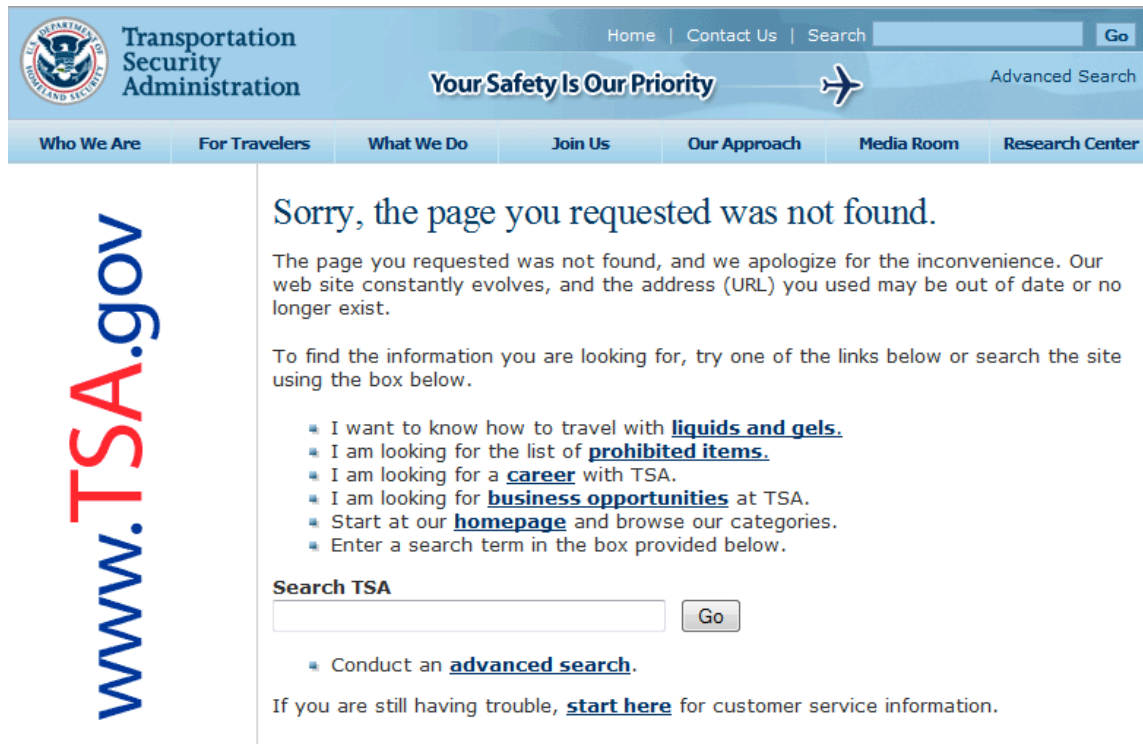 U.S. DEPARTMENT OF HOMELAND SECURITY
Transportation
Security
Administration
Home | Contact Us | Search Go
Your Safety Is Our Priority
Advanced Search
Who We Are For Travelers What We Do Join Us Our Approach Media Room Research Center
www.TSA.gov
Sorry, the page you requested was not found.
The page you requested was not found, and we apologize for the inconvenience. Our
web site constantly evolves, and the address (URL) you used may be out of date or no
longer exist.
To find the information you are looking for, try one of the links below or search the site
using the box below.
I want to know how to travel with liquids and gels.
I am looking for the list of prohibited items.
I am looking for a career with TSA.
I am looking for business opportunities at TSA.
Start at our homepage and browse our categories.
Enter a search term in the box provided below.
Search TSA
Go
Conduct an advanced search.
If you are still having trouble, start here for customer service information.